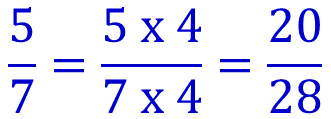 5/7 = 5 x 4/7 x 4 = 20/28